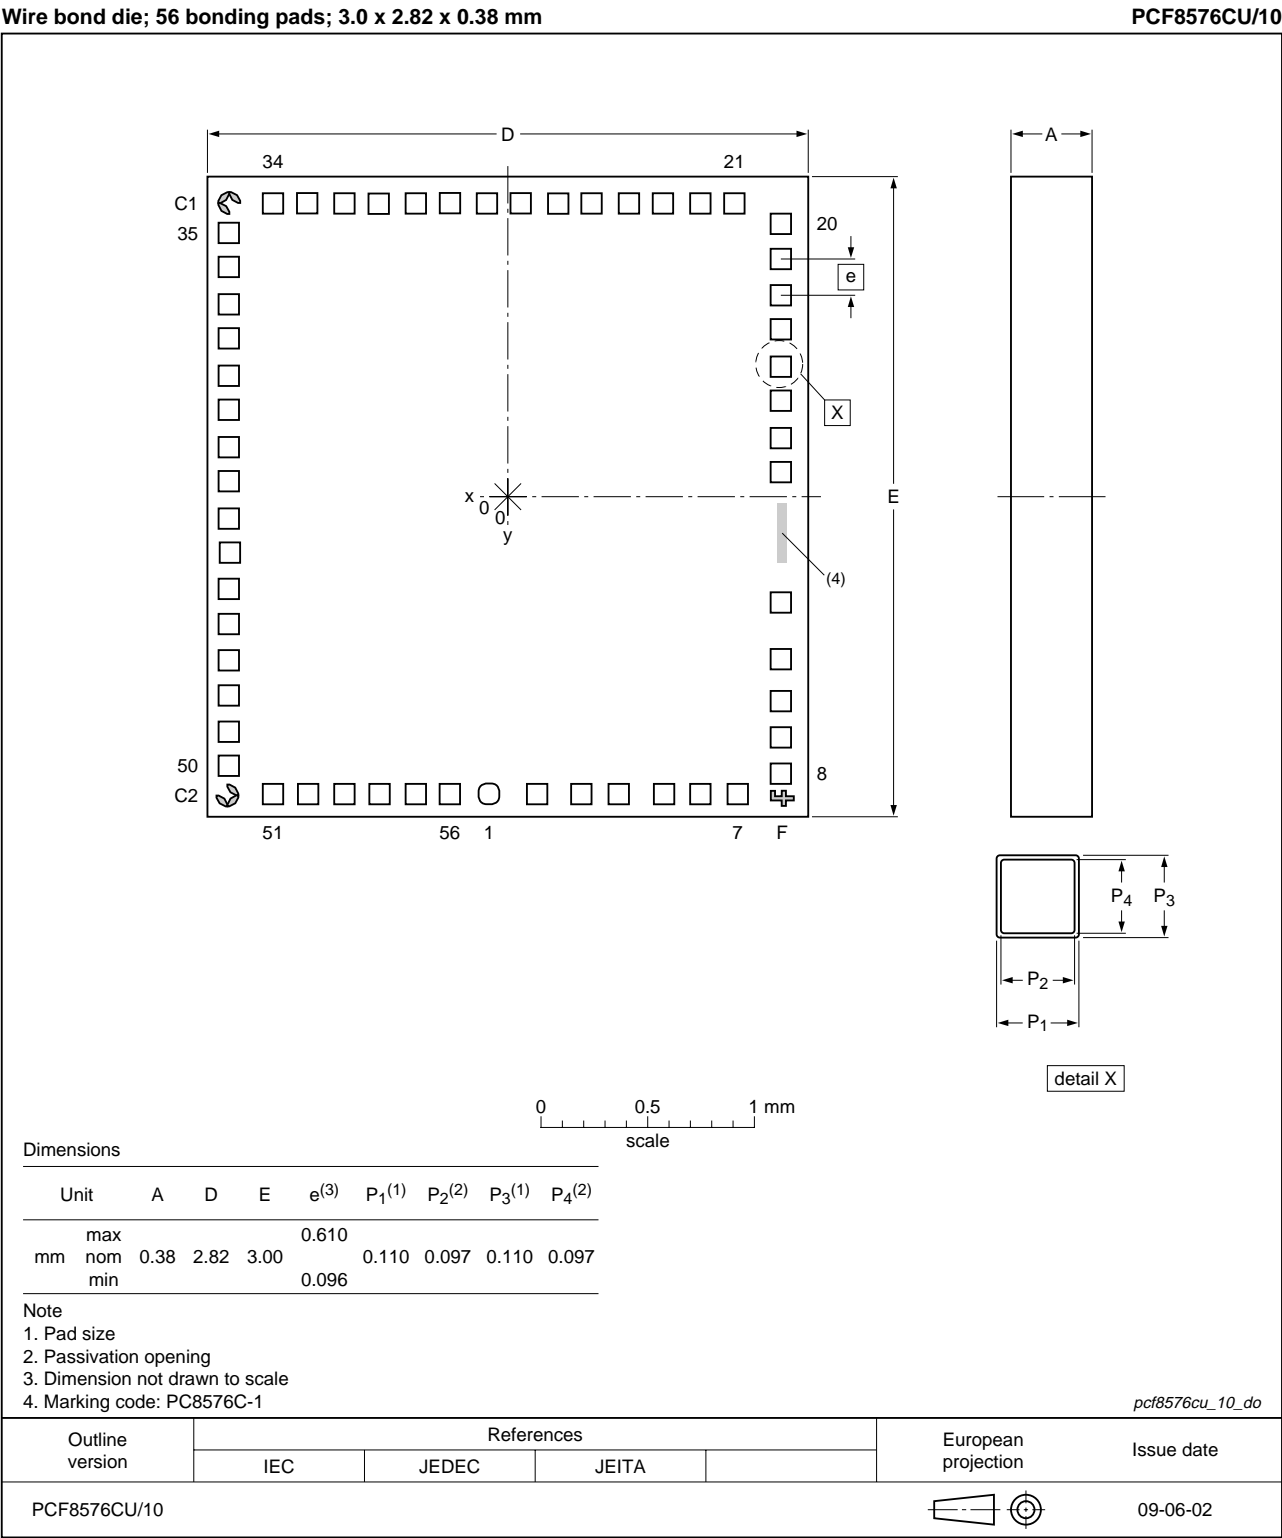 Wire bond die; 56 bonding pads; 3.0 x 2.82 x 0.38 mm PCF8576CU/10
D A
34 21
C1
35 20
e
X
x 0 E
0
y
(4)
50 8
C2
51 56 1 7 F
P4 P3
P2
P1
detail X
0 0.5 1 mm
scale
Dimensions
Unit A D E e(3) P1(1) P2(2) P3(1) P4(2)
max 0.610
mm nom 0.38 2.82 3.00 0.110 0.097 0.110 0.097
min 0.096
Note
1. Pad size
2. Passivation opening
3. Dimension not drawn to scale
4. Marking code: PC8576C-1
pcf8576cu_10_do
Outline version References European projection Issue date
IEC JEDEC JEITA
PCF8576CU/10 09-06-02